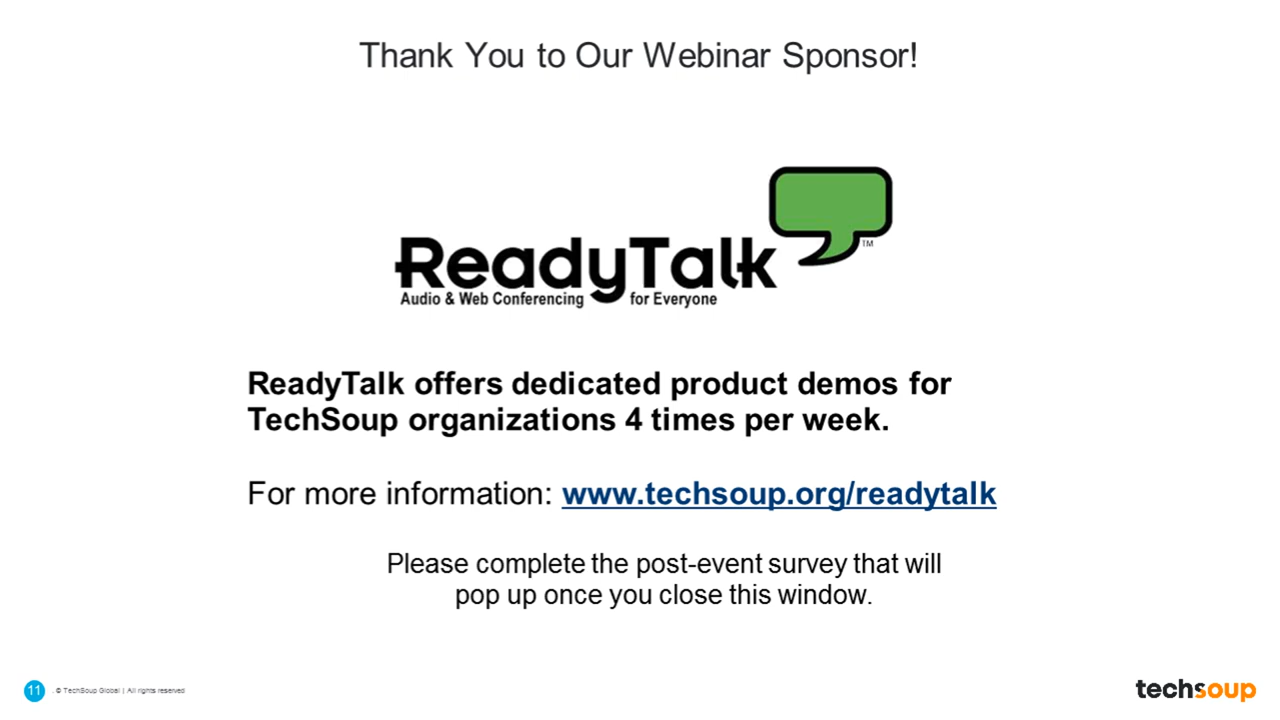 Thank You to Our Webinar Sponsor!
ReadyTalk TM
Audio & Web Conferencing for Everyone
ReadyTalk offers dedicated product demos for
TechSoup organizations 4 times per week.
For more information: www.techsoup.org/readytalk
Please complete the post-event survey that will
pop up once you close this window.
11 . © TechSoup Global | All rights reserved
techsoup